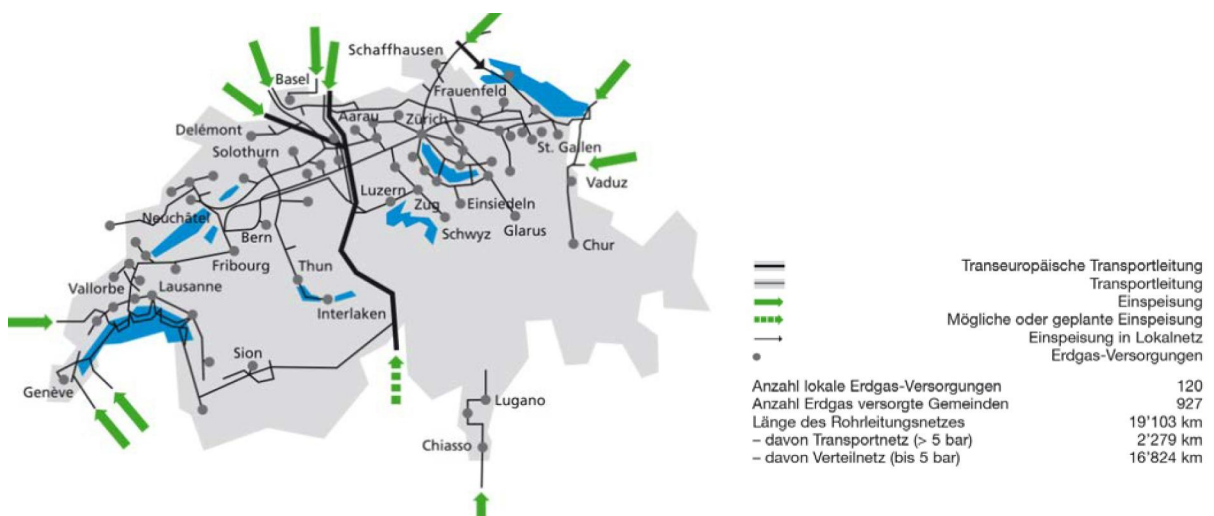 Schaffhausen
Basel
Frauenfeld
Aarau
Zürich
Delémont
St. Gallen
Solothurn
Vaduz
Luzern
Zug
Einsiedeln
Neuchâtel
Schwyz
Glarus
Bern
Chur
Fribourg
Thun
Vallorbe
Lausanne
Interlaken
Sion
Genève
Lugano
Chiasso
Transeuropäische Transportleitung
Transportleitung
Einspeisung
Mögliche oder geplante Einspeisung
Einspeisung in Lokalnetz
Erdgas-Versorgungen
Anzahl lokale Erdgas-Versorgungen 120
Anzahl Erdgas versorgte Gemeinden 927
Länge des Rohrleitungsnetzes 19'103 km
– davon Transportnetz (> 5 bar) 2'279 km
– davon Verteilnetz (bis 5 bar) 16'824 km